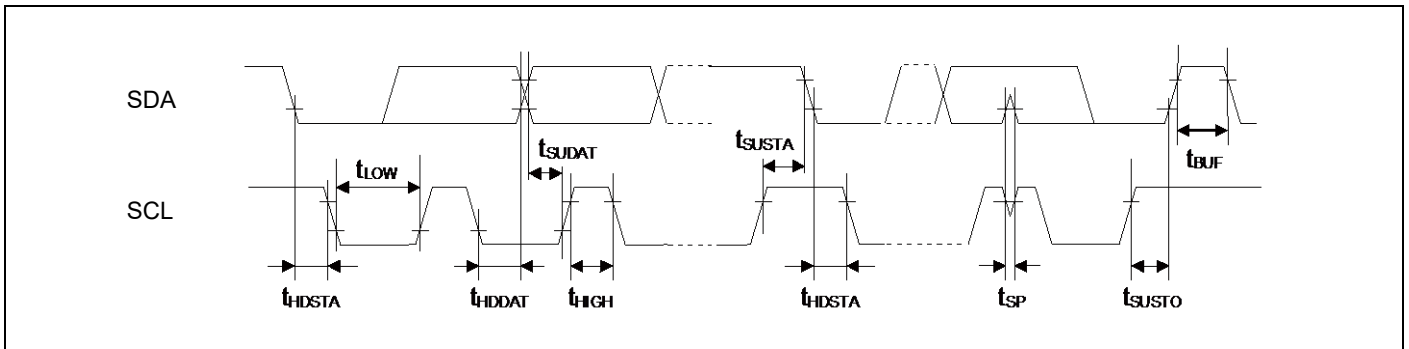 SDA
tSUDAT
tSUSTA
tBUF
tLOW
SCL
tHDSTA
tHDDAT
tHIGH
tHDSTA
tSP
tSUSTO